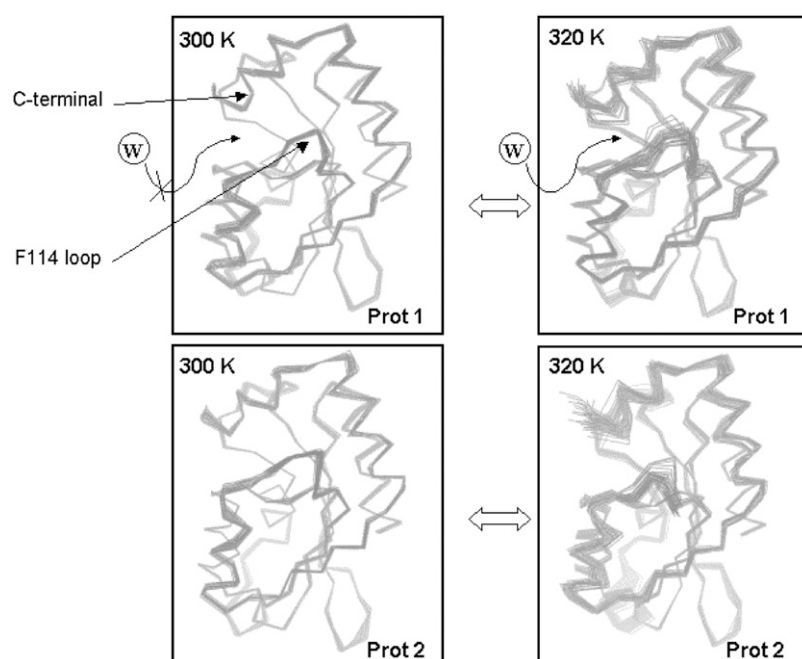 300 K
320 K
C-terminal
W
W
F114 loop
Prot 1
Prot 1
300 K
320 K
Prot 2
Prot 2